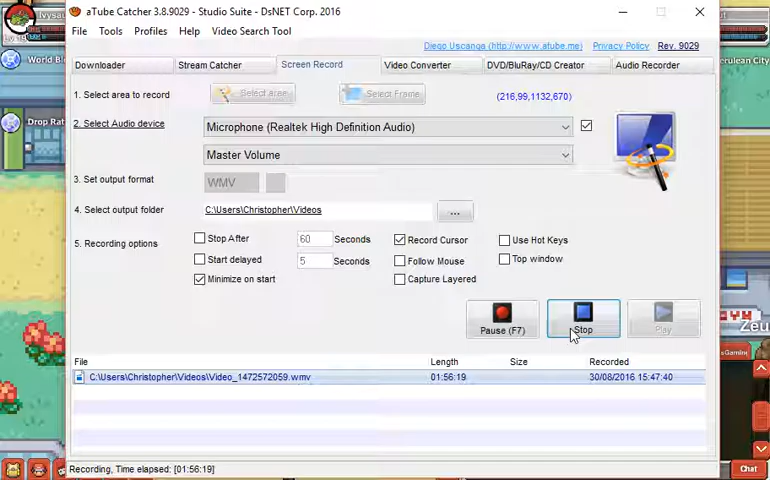 aTube Catcher 3.8.9029 - Studio Suite - DsNET Corp. 2016
File Tools Profiles Help Video Search Tool
Diego Uscanga (http://www.atube.me) Privacy Policy Rev. 9029
Downloader Stream Catcher Screen Record Video Converter DVD/BluRay/CD Creator Audio Recorder
1. Select area to record Select area Select Frame (216,99,1132,670)
2. Select Audio device Microphone (Realtek High Definition Audio)
Master Volume
3. Set output format WMV
4. Select output folder C:\Users\Christopher\Videos ...
5. Recording options Stop After 60 Seconds Record Cursor Use Hot Keys
Start delayed 5 Seconds Follow Mouse Top window
Minimize on start Capture Layered
Pause (F7) Stop Play
File Length Size Recorded
C:\Users\Christopher\Videos\Video_1472572059.wmv 01:56:19 30/08/2016 15:47:40
Recording, Time elapsed: [01:56:19]
World Bl
Drop Rat
Chat